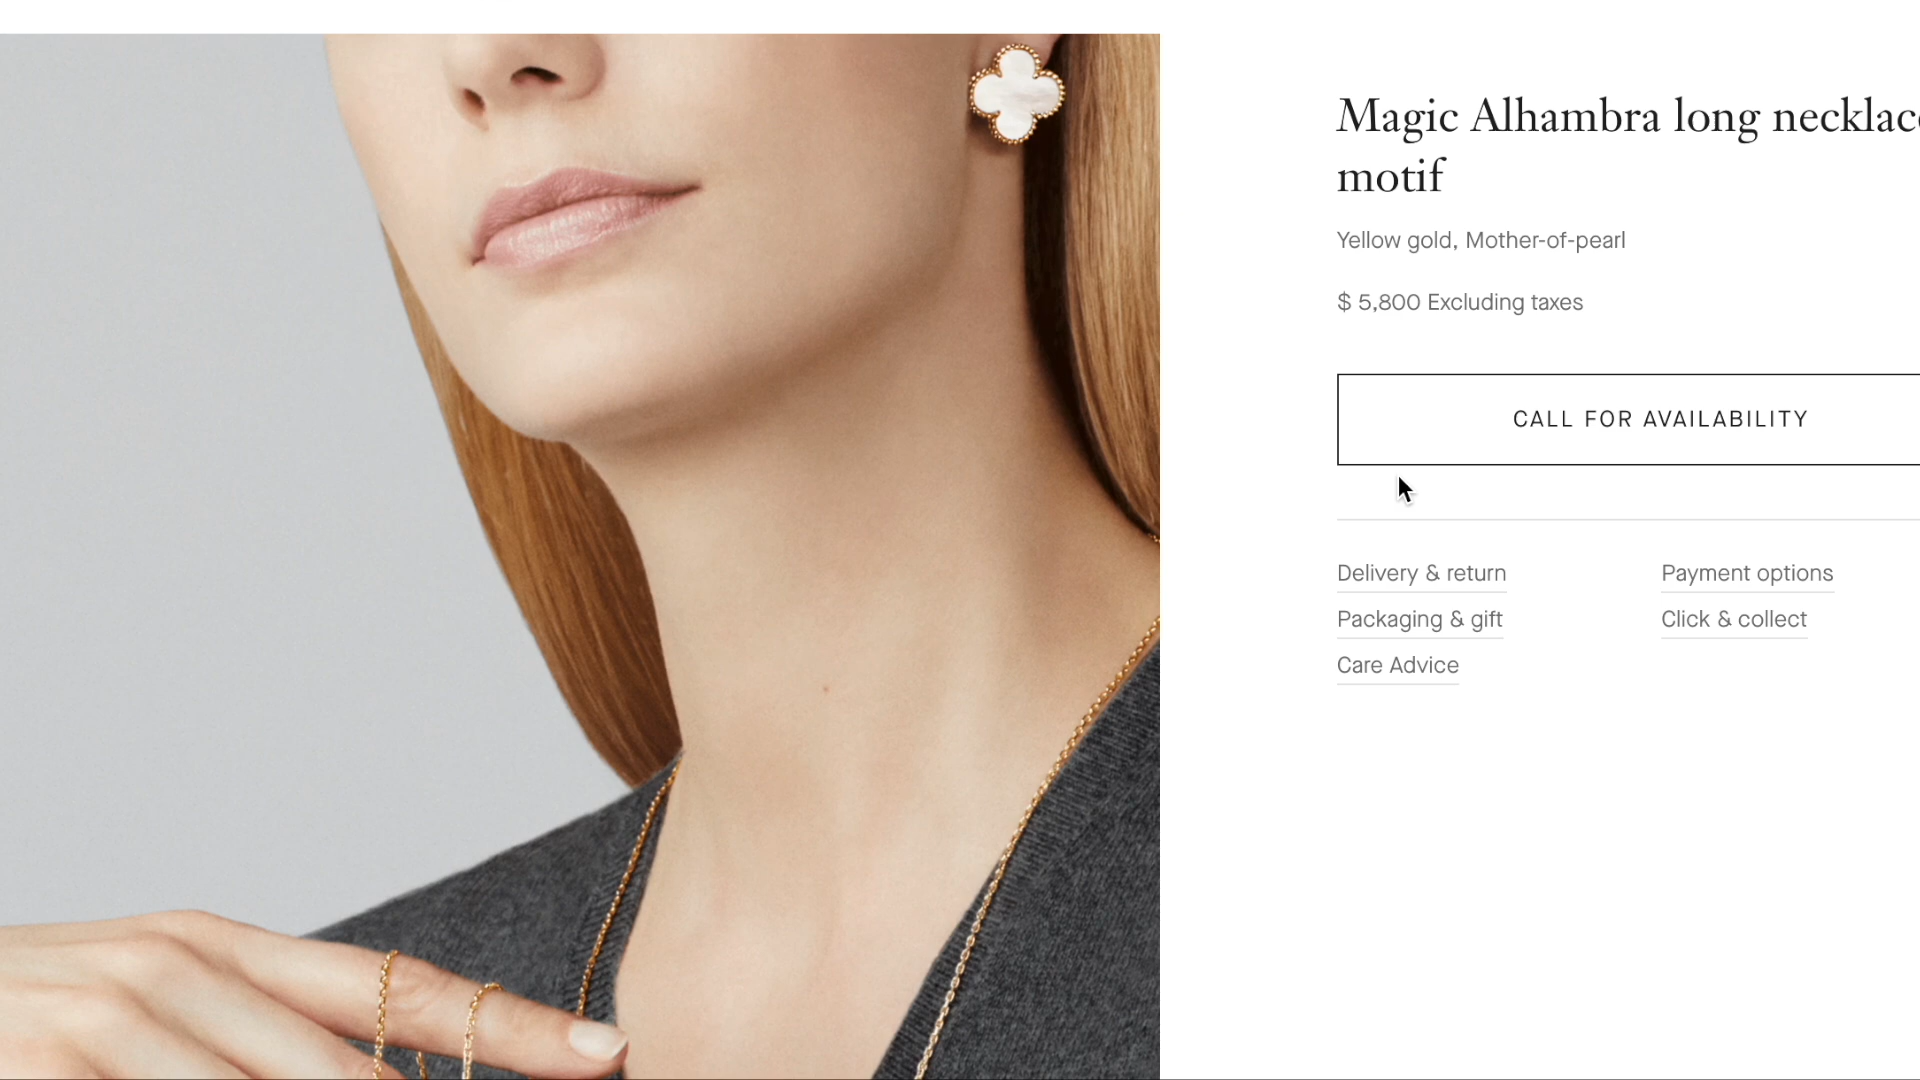 Magic Alhambra long necklace
motif
Yellow gold, Mother-of-pearl
$ 5,800 Excluding taxes
CALL FOR AVAILABILITY
Delivery & return
Payment options
Packaging & gift
Click & collect
Care Advice